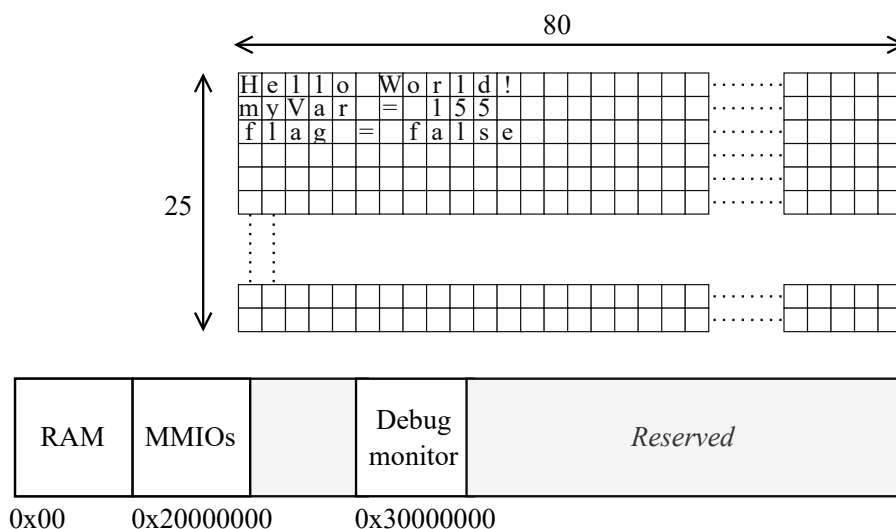 80
Hello World!
myVar = 155
flag = false
25
RAM
MMIOs
Debug
monitor
Reserved
0x00
0x20000000
0x30000000